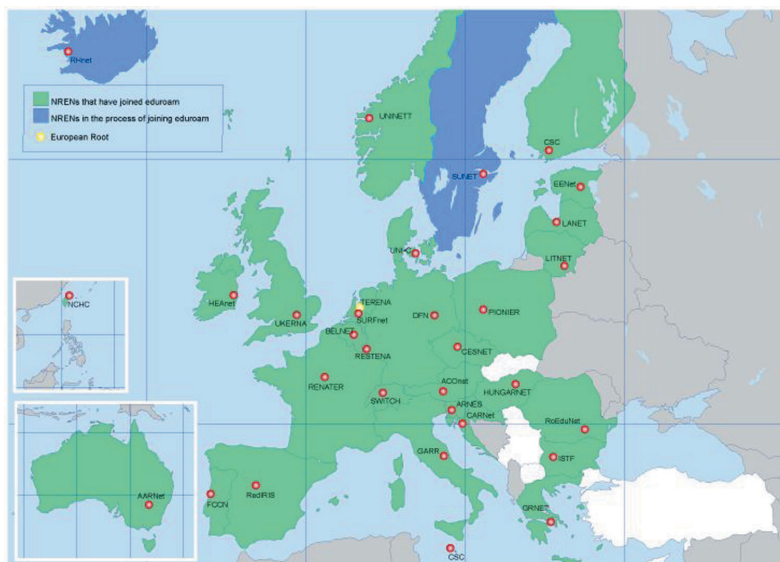 RHnet
NRENs that have joined eduroam
NRENs in the process of joining eduroam
European Root
UNINETT
CSC
SUNET
EENet
LANET
UNI-C
LITNET
NCHC
HEAnet
TERENA
UKERNA
SURFnet
DFN
PIONIER
BELNET
RESTENA
CESNET
RENATER
ACOnet
SWITCH
HUNGARNET
ARNES
CARNet
RoEduNet
GARR
ISTF
AARNet
FCCN
RedIRIS
GRNET
CSC